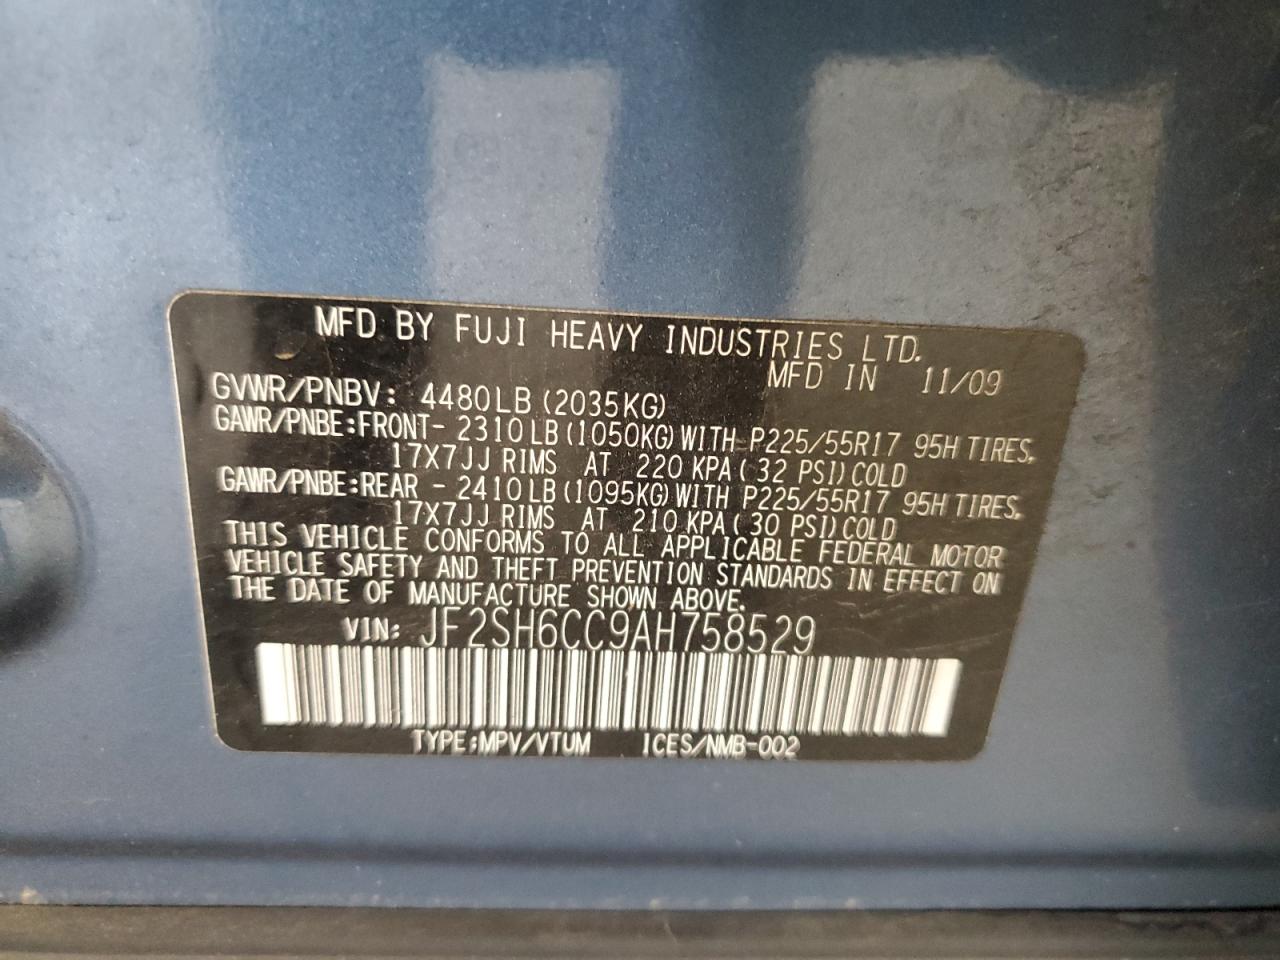 MFD BY FUJI HEAVY INDUSTRIES LTD.
MFD IN 11/09
GVWR/PNBV: 4480LB (2035KG)
GAWR/PNBE:FRONT- 2310LB (1050KG) WITH P225/55R17 95H TIRES,
17X7JJ RIMS AT 220 KPA ( 32 PSI) COLD
GAWR/PNBE:REAR - 2410LB (1095KG) WITH P225/55R17 95H TIRES,
17X7JJ RIMS AT 210 KPA ( 30 PSI) COLD
THIS VEHICLE CONFORMS TO ALL APPLICABLE FEDERAL MOTOR
VEHICLE SAFETY AND THEFT PREVENTION STANDARDS IN EFFECT ON
THE DATE OF MANUFACTURE SHOWN ABOVE.
VIN: JF2SH6CC9AH758529
TYPE:MPV/VTUM ICES/NMB-002